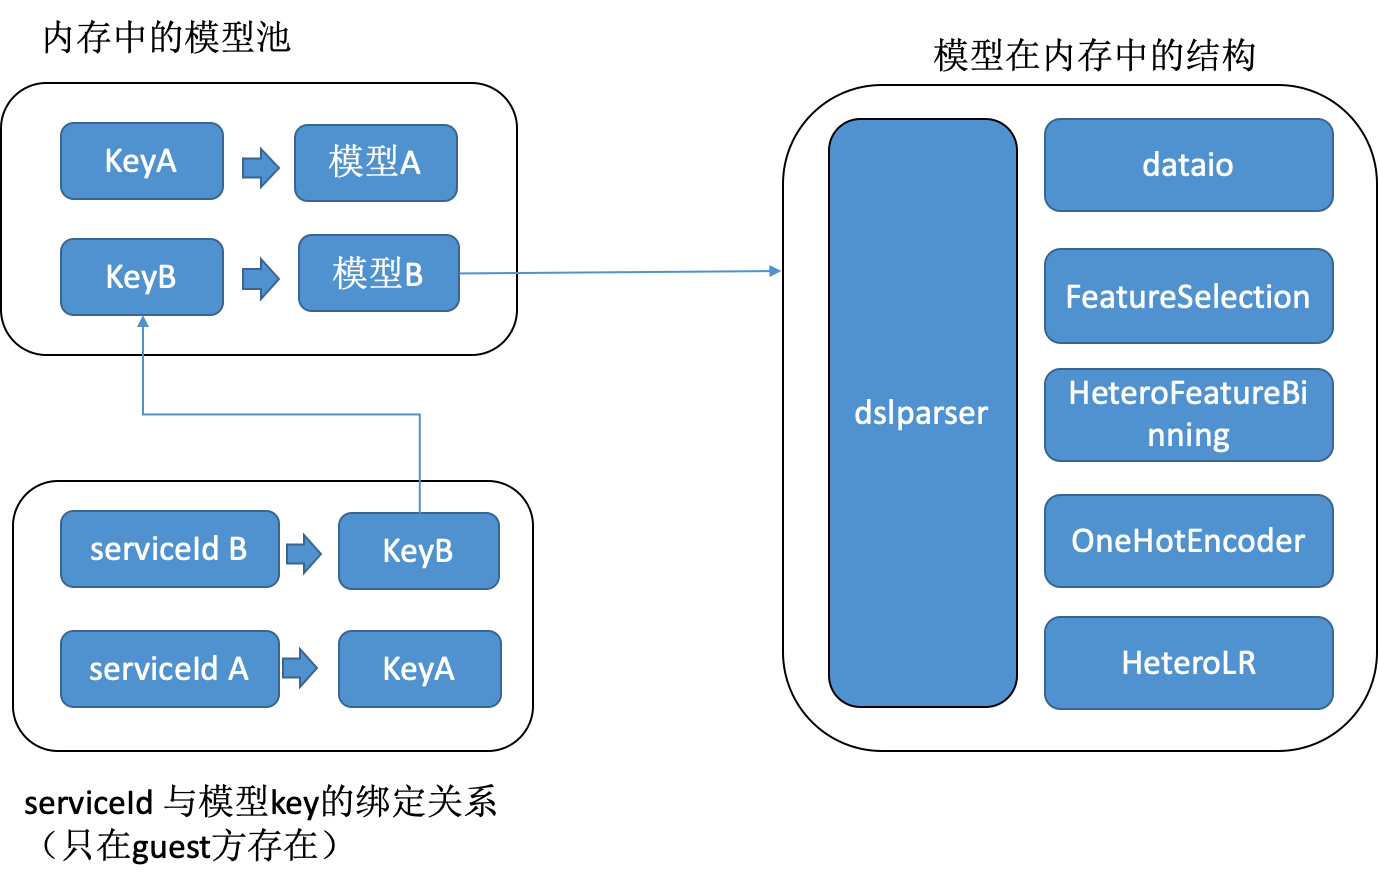 内存中的模型池
KeyA
模型A
KeyB
模型B
serviceId B
KeyB
serviceId A
KeyA
serviceId 与模型key的绑定关系
（只在guest方存在）
模型在内存中的结构
dslparser
dataio
FeatureSelection
HeteroFeatureBi
nning
OneHotEncoder
HeteroLR